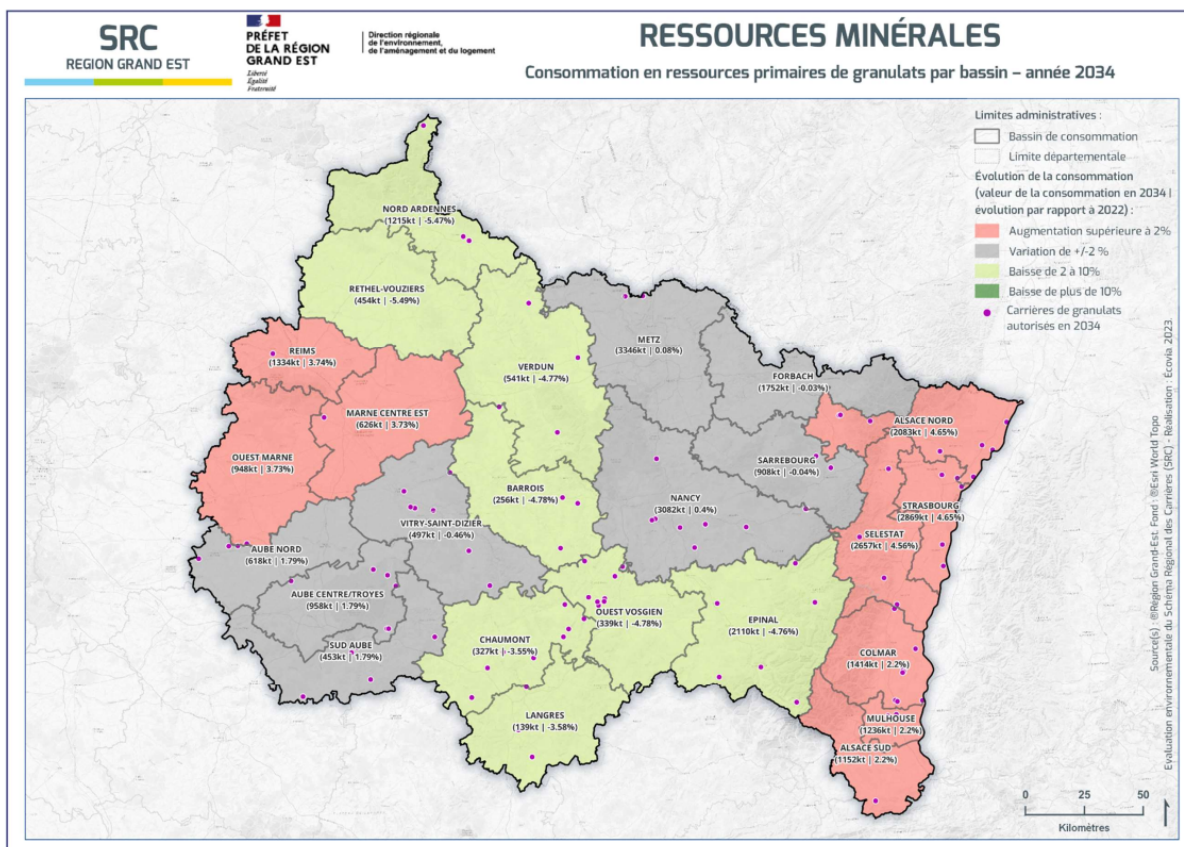 SRC
REGION GRAND EST
PRÉFET
DE LA RÉGION
GRAND EST
Liberté
Égalité
Fraternité
Direction régionale
de l'environnement,
de l'aménagement et du logement
RESSOURCES MINÉRALES
Consommation en ressources primaires de granulats par bassin – année 2034
Limites administratives :
Bassin de consommation
Limite départementale
Évolution de la consommation
(valeur de la consommation en 2034 |
évolution par rapport à 2022) :
Augmentation supérieure à 2%
Variation de +/-2 %
Baisse de 2 à 10%
Baisse de plus de 10%
Carrières de granulats
autorisés en 2034
NORD ARDENNES
(1215kt | -5.47%)
RETHEL-VOUZIERS
(454kt | -5.49%)
REIMS
(1334kt | 3.74%)
MARNE CENTRE EST
(626kt | 3.73%)
OUEST MARNE
(948kt | 3.73%)
VERDUN
(541kt | -4.77%)
METZ
(3346kt | 0.08%)
FORBACH
(1752kt | -0.03%)
ALSACE NORD
(2083kt | 4.65%)
SARREBOURG
(908kt | -0.04%)
BARROIS
(256kt | -4.78%)
NANCY
(3082kt | 0.4%)
STRASBOURG
(2869kt | 4.65%)
VITRY-SAINT-DIZIER
(497kt | -0.46%)
SELESTAT
(2657kt | 4.56%)
AUBE NORD
(618kt | 1.79%)
AUBE CENTRE/TROYES
(958kt | 1.79%)
OUEST VOSGIEN
(339kt | -4.78%)
EPINAL
(2110kt | -4.76%)
SUD AUBE
(453kt | 1.79%)
CHAUMONT
(327kt | -3.55%)
COLMAR
(1414kt | 2.2%)
LANGRES
(139kt | -3.58%)
MULHOUSE
(1236kt | 2.2%)
ALSACE SUD
(1152kt | 2.2%)
0 25 50
Kilomètres
Source(s) : ©Région Grand-Est, Fond : ©Esri World Topo
Evaluation environnementale du Schéma Régional des Carrières (SRC) - Réalisation : Écovia 2023